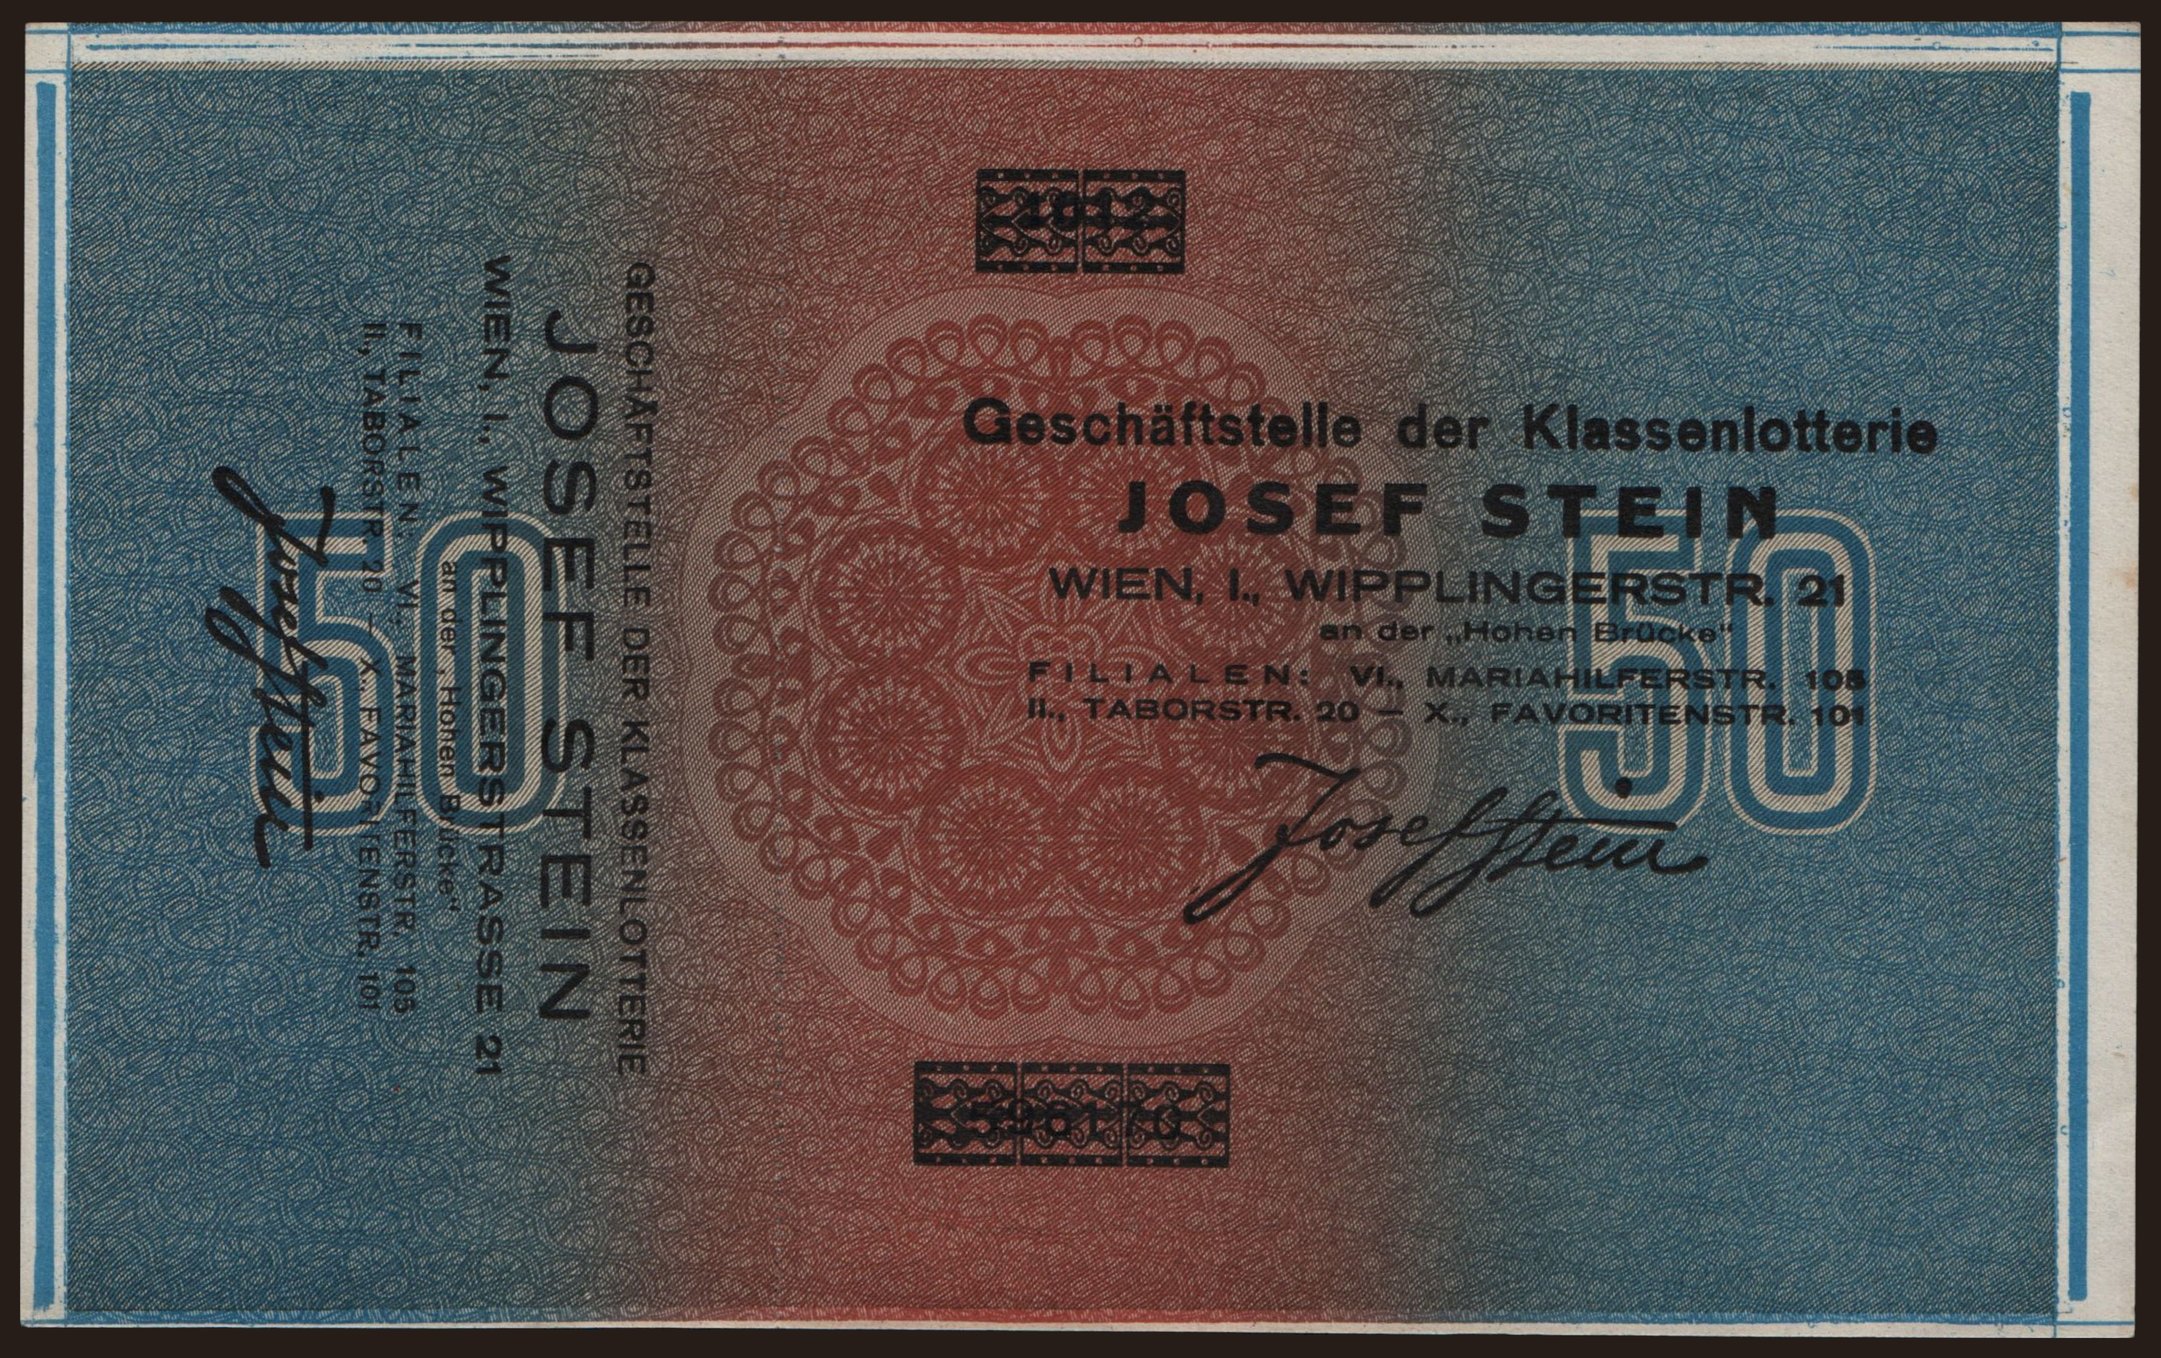 GESCHÄFTSTELLE DER KLASSENLOTTERIE
JOSEF STEIN
WIEN, I., WIPPLINGERSTRASSE 21
an der „Hohen Brücke“
FILIALEN: VI., MARIAHILFERSTR. 105
II., TABORSTR. 20 — X., FAVORITENSTR. 101
Josef Stein
50
Geschäftstelle der Klassenlotterie
JOSEF STEIN
WIEN, I., WIPPLINGERSTR. 21
an der „Hohen Brücke“
FILIALEN: VI., MARIAHILFERSTR. 105
II., TABORSTR. 20 — X., FAVORITENSTR. 101
Josef Stein
50